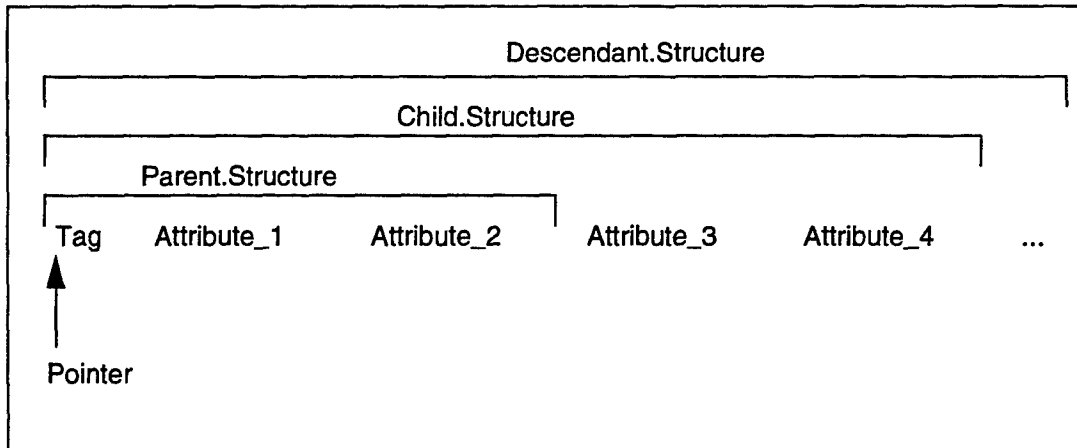 Descendant.Structure
Child.Structure
Parent.Structure
Tag Attribute_1 Attribute_2 Attribute_3 Attribute_4 ...
Pointer